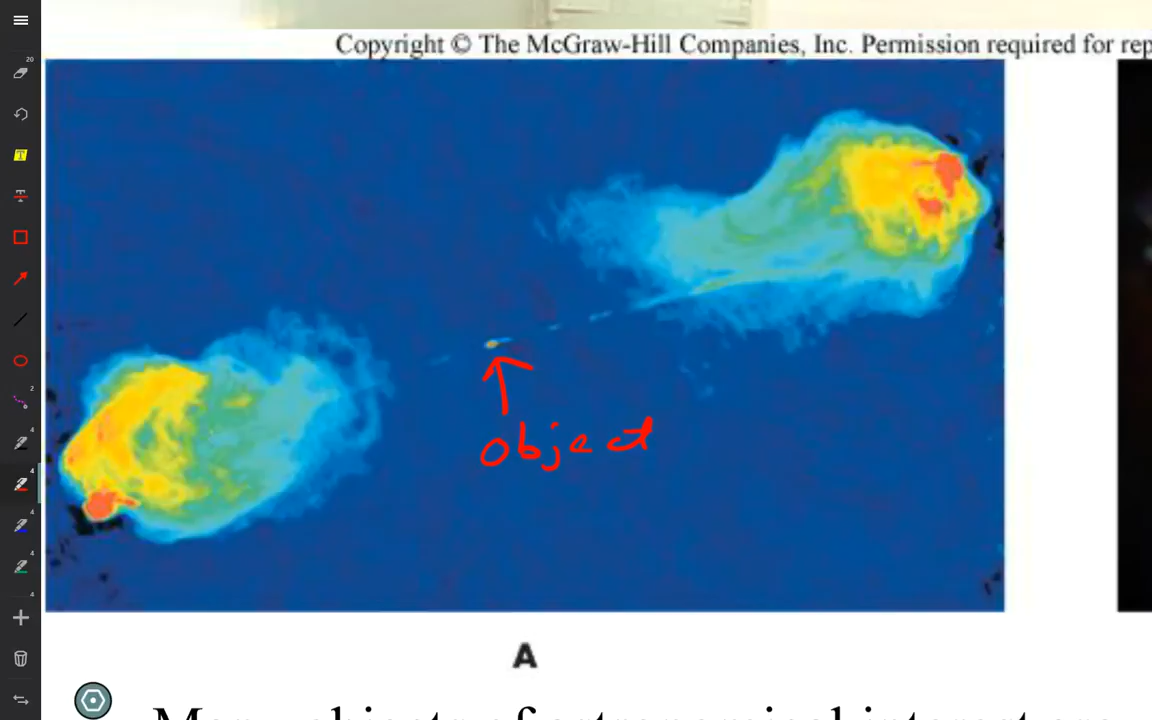 Copyright © The McGraw-Hill Companies, Inc. Permission required for rep
object
A